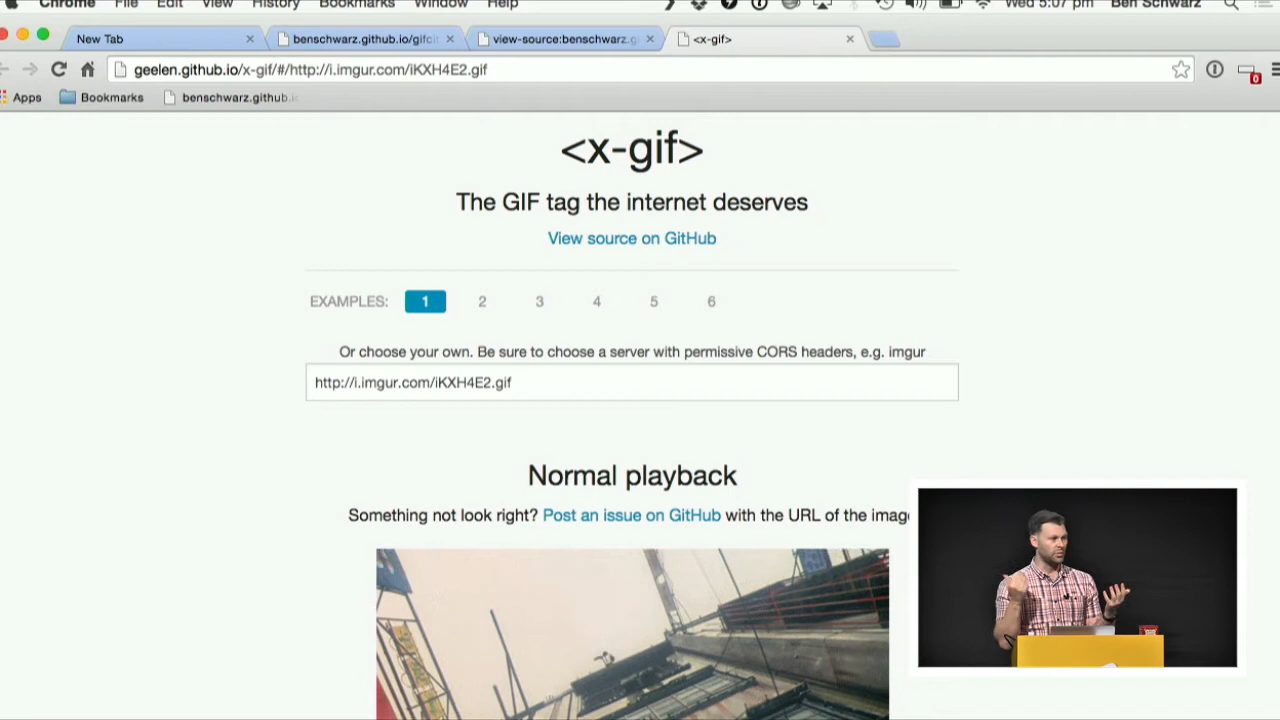 Chrome File Edit View History Bookmarks Window Help Wed 5:07 pm Ben Schwarz
New Tab benschwarz.github.io/gifci view-source:benschwarz.g <x-gif>
geelen.github.io/x-gif/#/http://i.imgur.com/iKXH4E2.gif
Apps Bookmarks benschwarz.github.io
<x-gif>
The GIF tag the internet deserves
View source on GitHub
EXAMPLES: 1 2 3 4 5 6
Or choose your own. Be sure to choose a server with permissive CORS headers, e.g. imgur
http://i.imgur.com/iKXH4E2.gif
Normal playback
Something not look right? Post an issue on GitHub with the URL of the imag